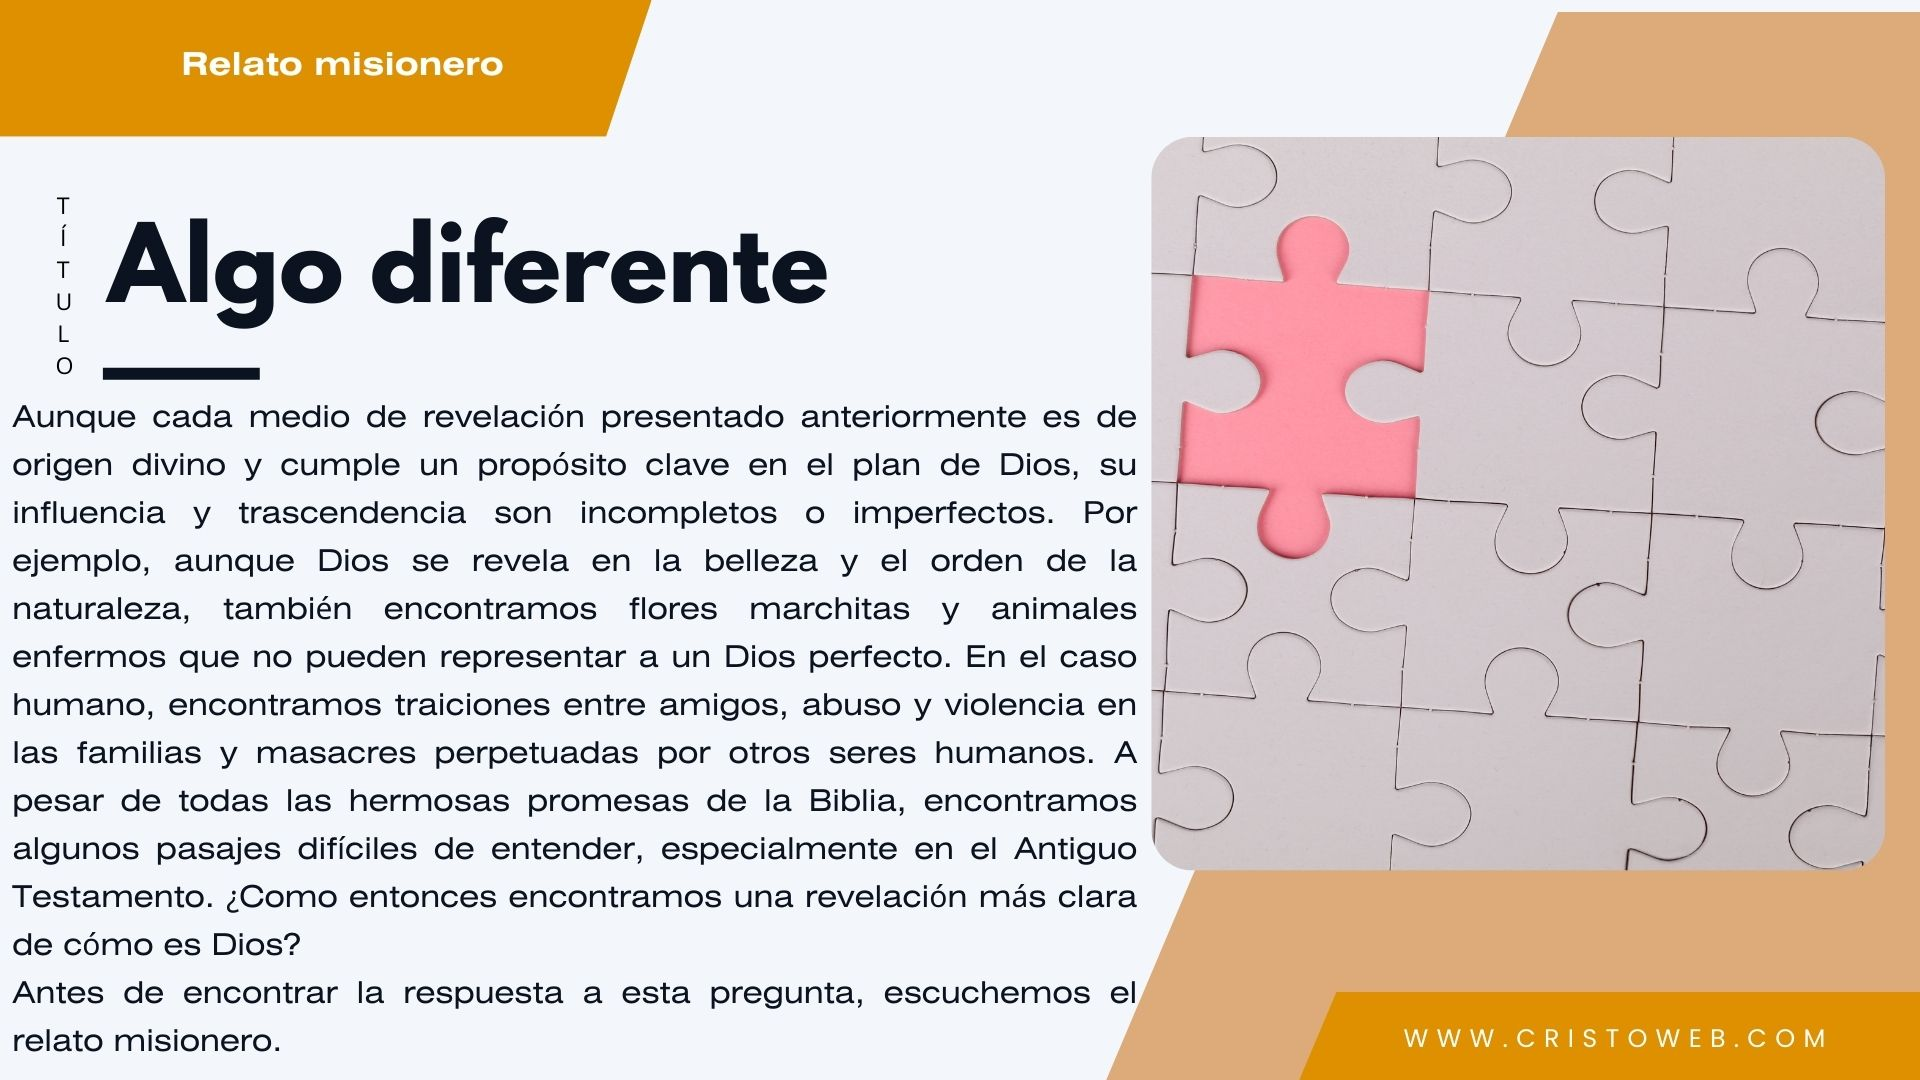 Relato misionero
TÍTULO
Algo diferente
Aunque cada medio de revelación presentado anteriormente es de
origen divino y cumple un propósito clave en el plan de Dios, su
influencia y trascendencia son incompletos o imperfectos. Por
ejemplo, aunque Dios se revela en la belleza y el orden de la
naturaleza, también encontramos flores marchitas y animales
enfermos que no pueden representar a un Dios perfecto. En el caso
humano, encontramos traiciones entre amigos, abuso y violencia en
las familias y masacres perpetuadas por otros seres humanos. A
pesar de todas las hermosas promesas de la Biblia, encontramos
algunos pasajes difíciles de entender, especialmente en el Antiguo
Testamento. ¿Como entonces encontramos una revelación más clara
de cómo es Dios?
Antes de encontrar la respuesta a esta pregunta, escuchemos el
relato misionero.
WWW.CRISTOWEB.COM